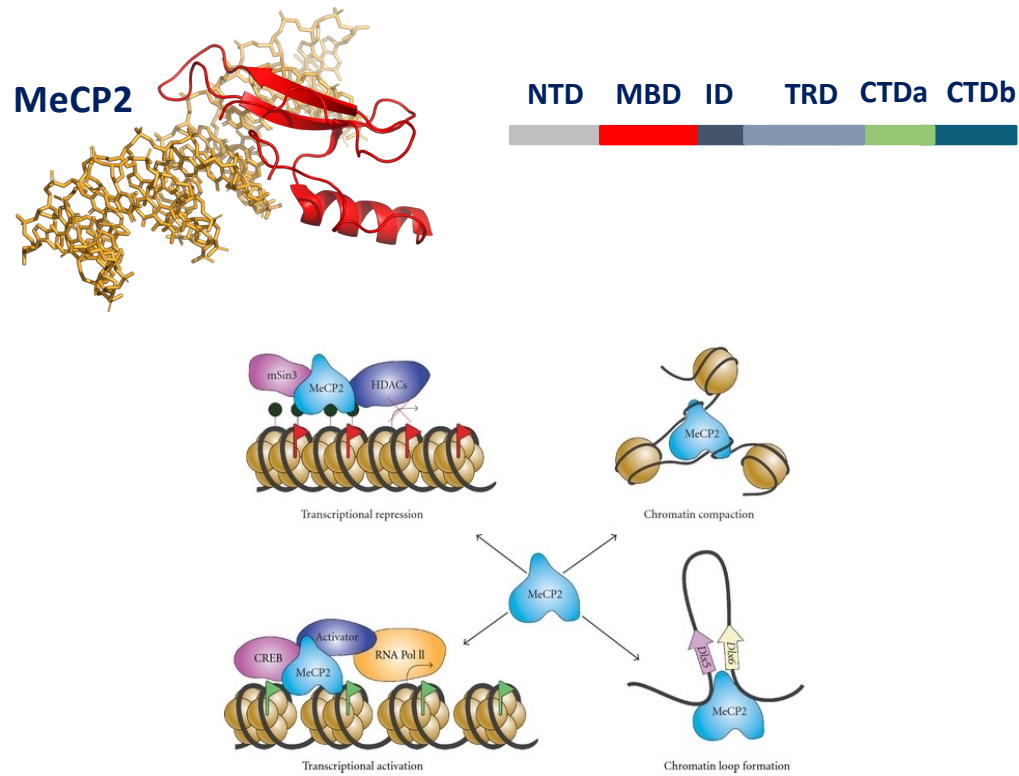 MeCP2
NTD MBD ID TRD CTDa CTDb
mSin3
MeCP2
HDACs
Transcriptional repression
MeCP2
Chromatin compaction
MeCP2
CREB
Activator
MeCP2
RNA Pol II
Transcriptional activation
Dlx5
Dlx6
MeCP2
Chromatin loop formation